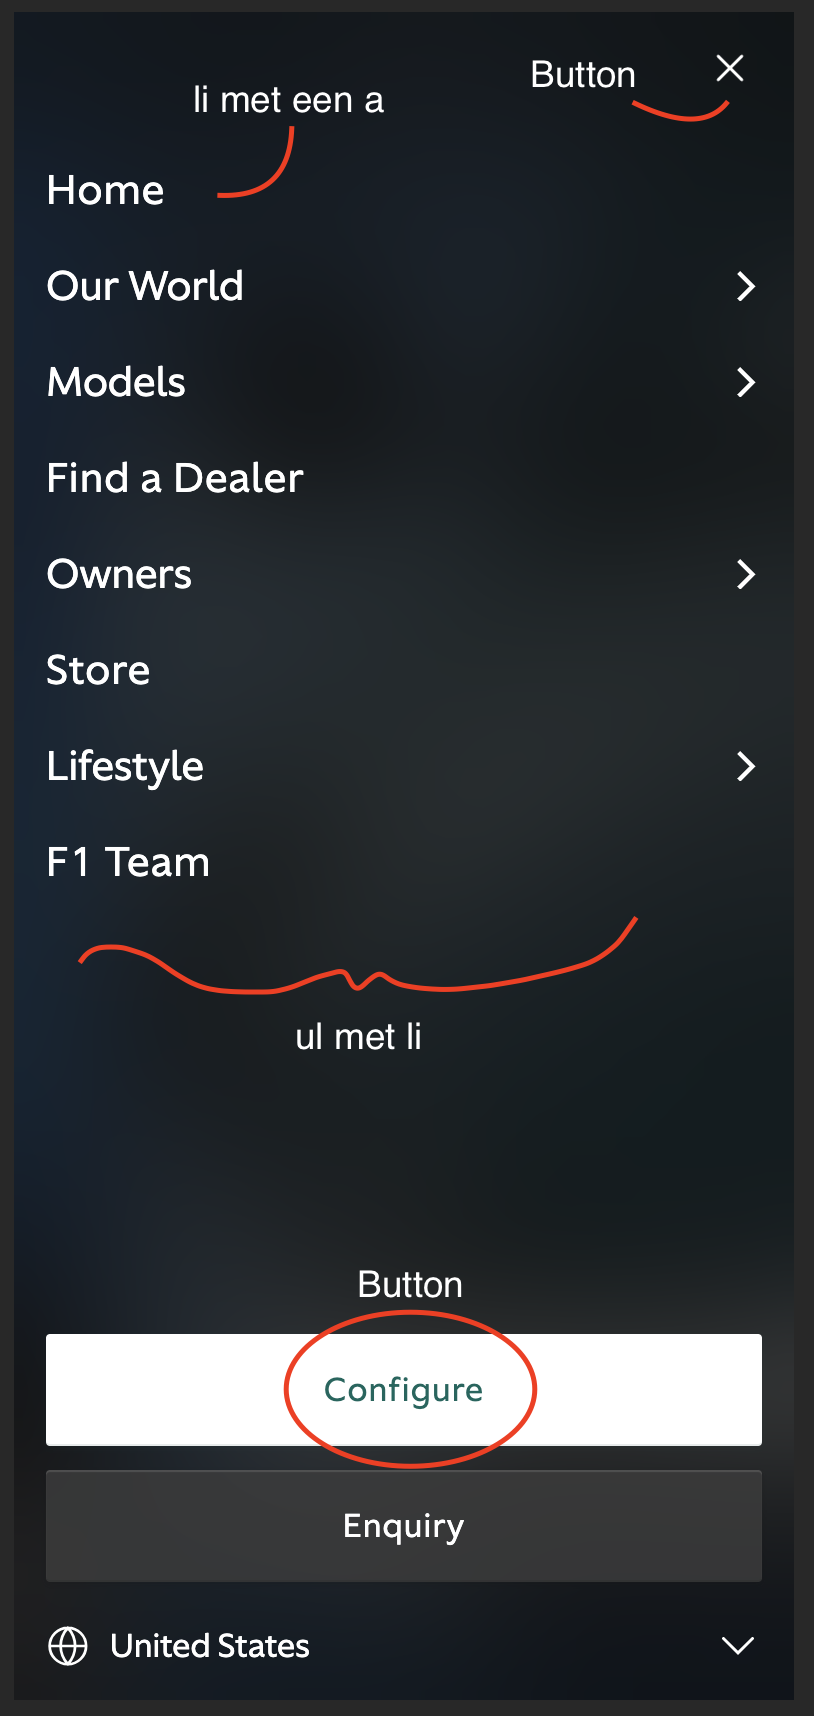 Button
li met een a
Home
Our World
Models
Find a Dealer
Owners
Store
Lifestyle
F1 Team
ul met li
Button
Configure
Enquiry
United States